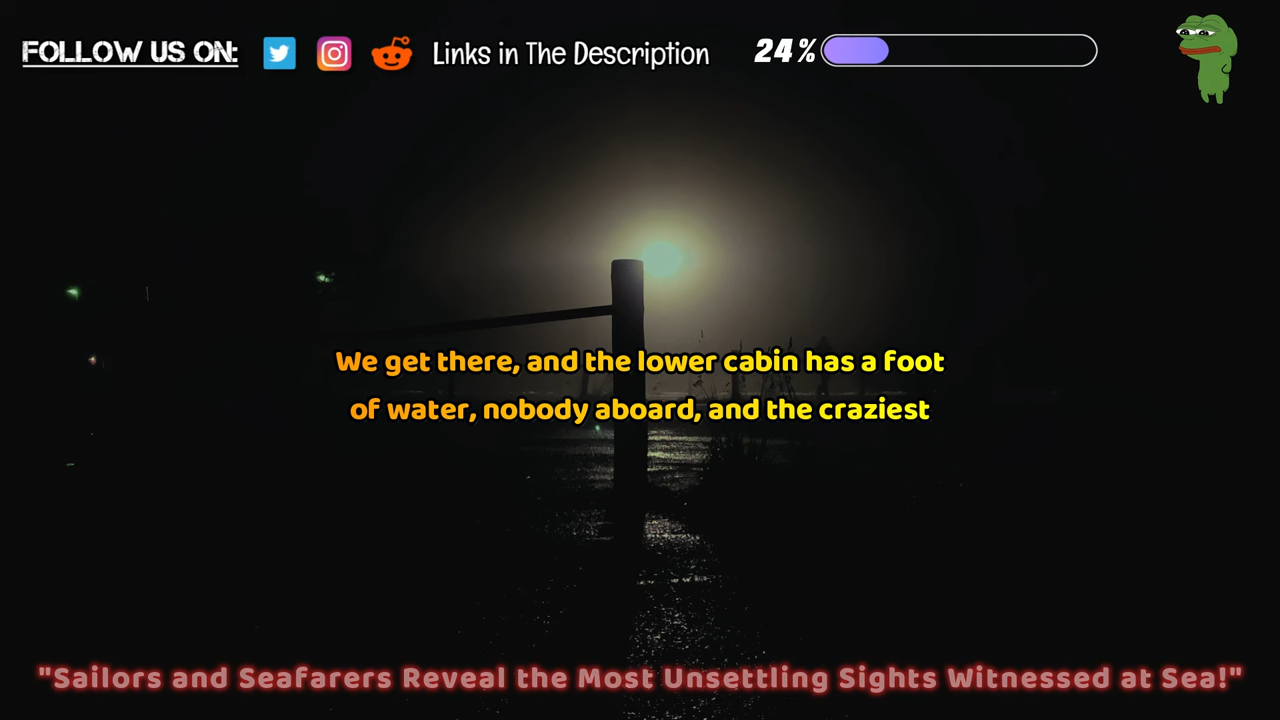 FOLLOW US ON: Links in The Description 24%
We get there, and the lower cabin has a foot
of water, nobody aboard, and the craziest
"Sailors and Seafarers Reveal the Most Unsettling Sights Witnessed at Sea!"